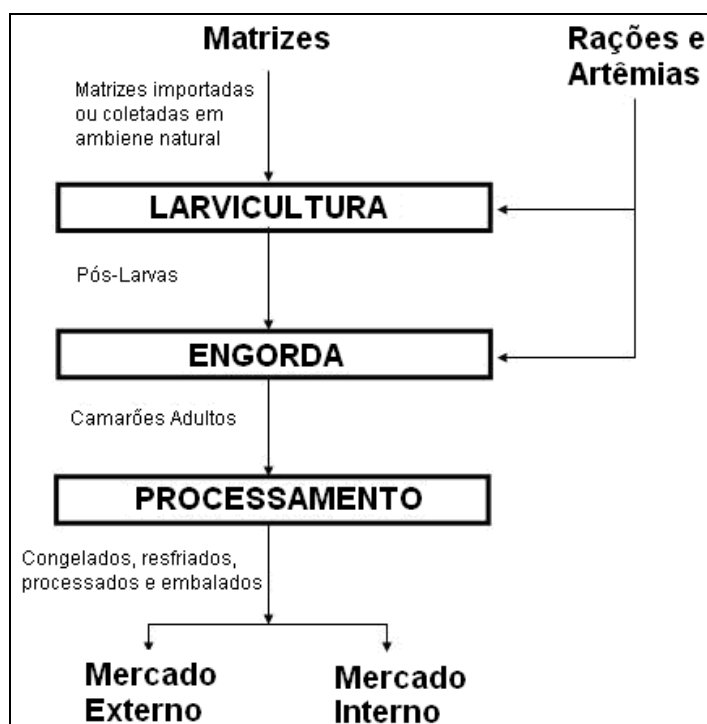 Matrizes
Rações e
Artêmias
Matrizes importadas
ou coletadas em
ambiene natural
LARVICULTURA
Pós-Larvas
ENGORDA
Camarões Adultos
PROCESSAMENTO
Congelados, resfriados,
processados e embalados
Mercado
Externo
Mercado
Interno